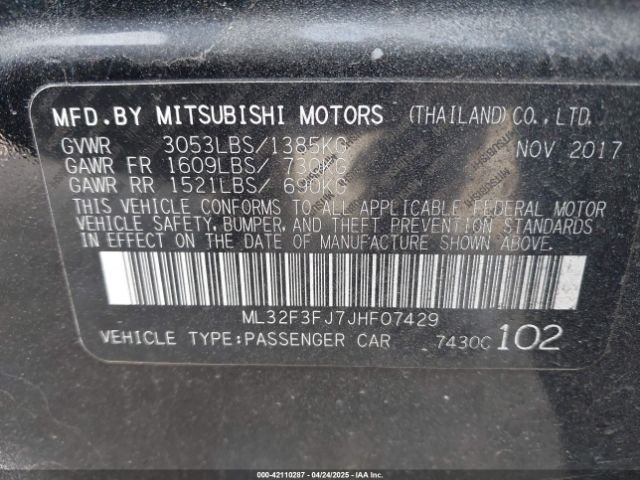 MFD.BY MITSUBISHI MOTORS (THAILAND)CO.,LTD.
GVWR 3053LBS/1385KG NOV 2017
GAWR FR 1609LBS/ 730KG
GAWR RR 1521LBS/ 690KG
THIS VEHICLE CONFORMS TO ALL APPLICABLE FEDERAL MOTOR
VEHICLE SAFETY, BUMPER, AND THEFT PREVENTION STANDARDS
IN EFFECT ON THE DATE OF MANUFACTURE SHOWN ABOVE.
ML32F3FJ7JHF07429
VEHICLE TYPE:PASSENGER CAR 7430C 102
000-42110287 - 04/24/2025 - IAA Inc.